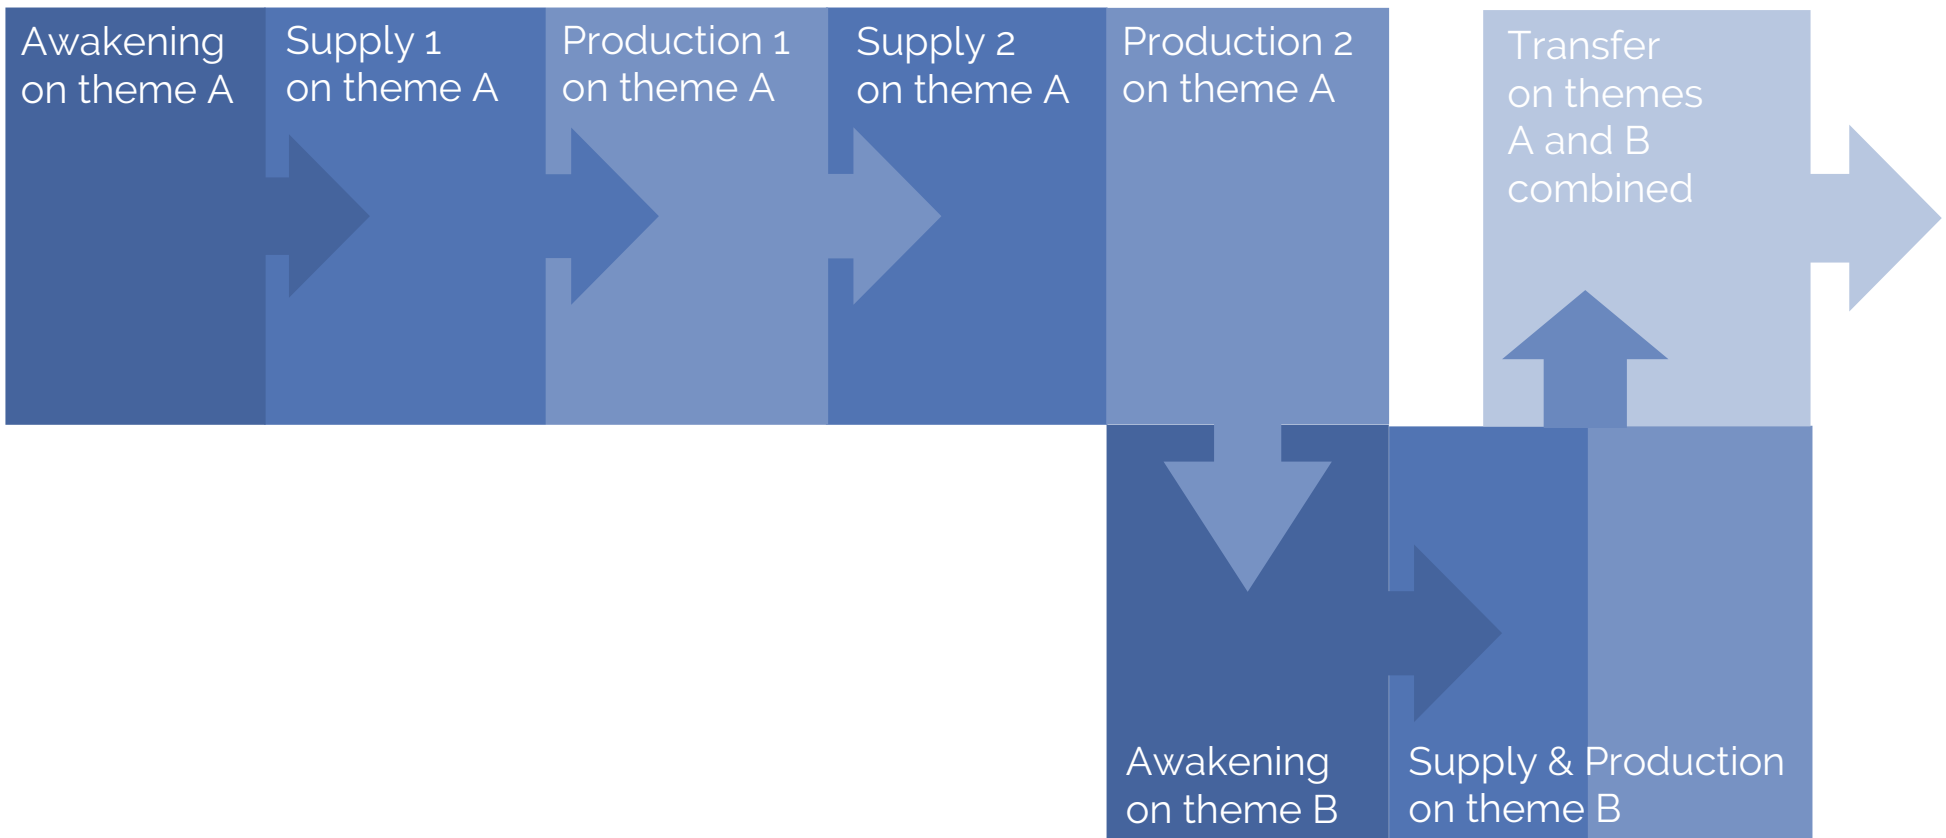 Awakening
on theme A
Supply 1
on theme A
Production 1
on theme A
Supply 2
on theme A
Production 2
on theme A
Transfer
on themes
A and B
combined
Awakening
on theme B
Supply & Production
on theme B